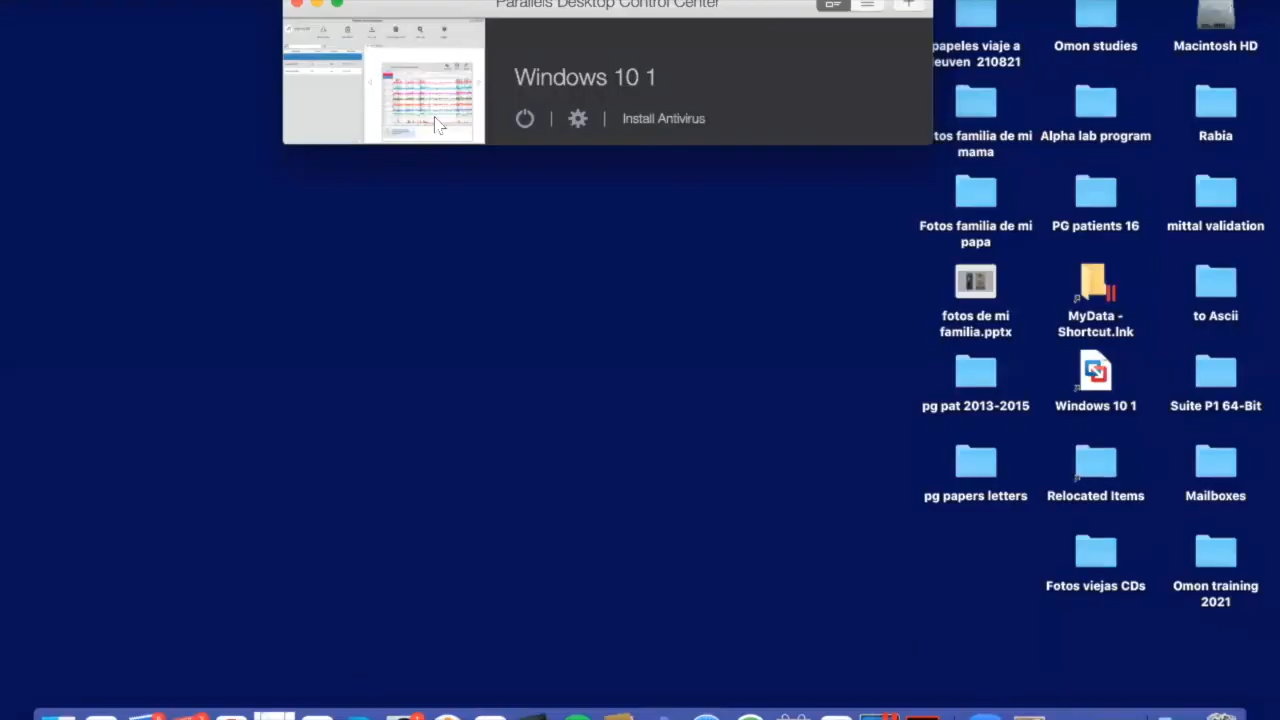 Parallels Desktop Control Center
Windows 10 1
Install Antivirus
papeles viaje a
euven 210821
Omon studies
Macintosh HD
tos familia de mi
mama
Alpha lab program
Rabia
Fotos familia de mi
papa
PG patients 16
mittal validation
fotos de mi
familia.pptx
MyData -
Shortcut.lnk
to Ascii
pg pat 2013-2015
Windows 10 1
Suite P1 64-Bit
pg papers letters
Relocated Items
Mailboxes
Fotos viejas CDs
Omon training
2021